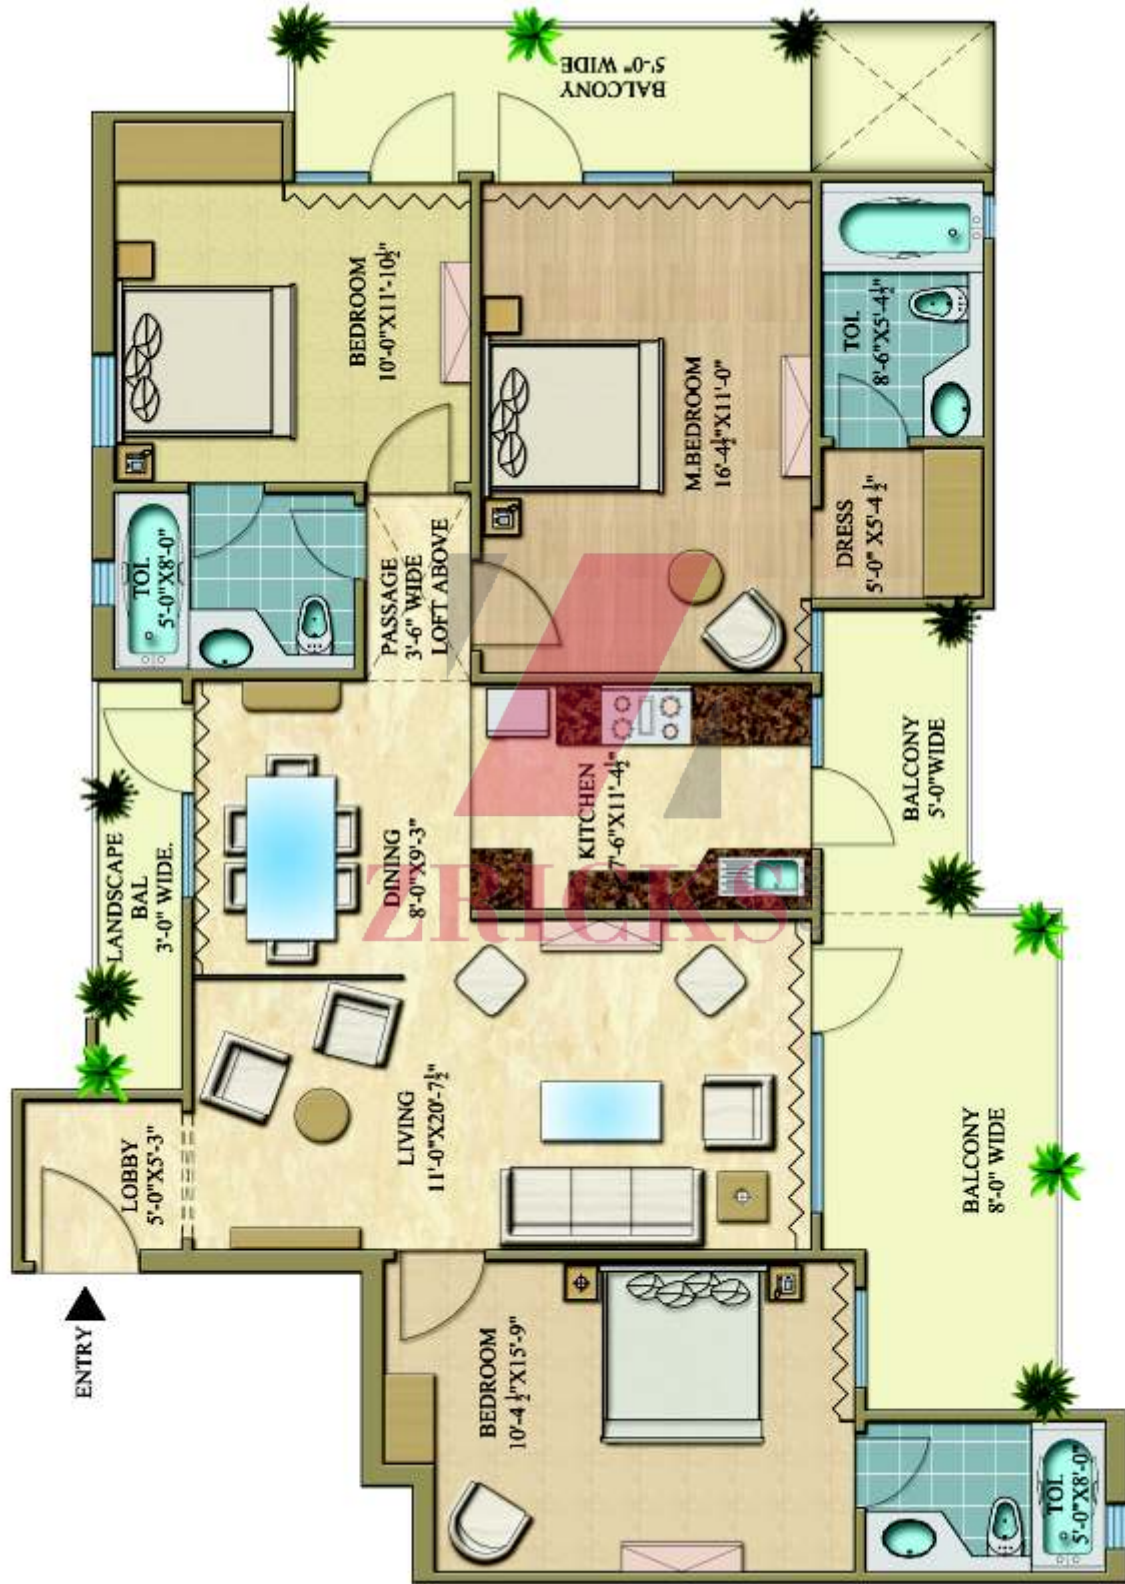 BALCONY
5'-0" WIDE
BEDROOM
10'-0"X11'-10½"
M.BEDROOM
16'-4½"X11'-0"
TOI.
8'-6"X5'-4½"
DRESS
5'-0" X5'-4½"
TOI.
5'-0"X8'-0"
PASSAGE
3'-6" WIDE
LOFT ABOVE
LANDSCAPE
BAL
3'-0" WIDE.
DINING
8'-0"X9'-3"
KITCHEN
7'-6"X11'-4½"
BALCONY
5'-0"WIDE
ZRICKS
LOBBY
5'-0"X5'-3"
LIVING
11'-0"X20'-7½"
BALCONY
8'-0" WIDE
ENTRY
BEDROOM
10'-4½"X15'-9"
TOI.
5'-0"X8'-0"